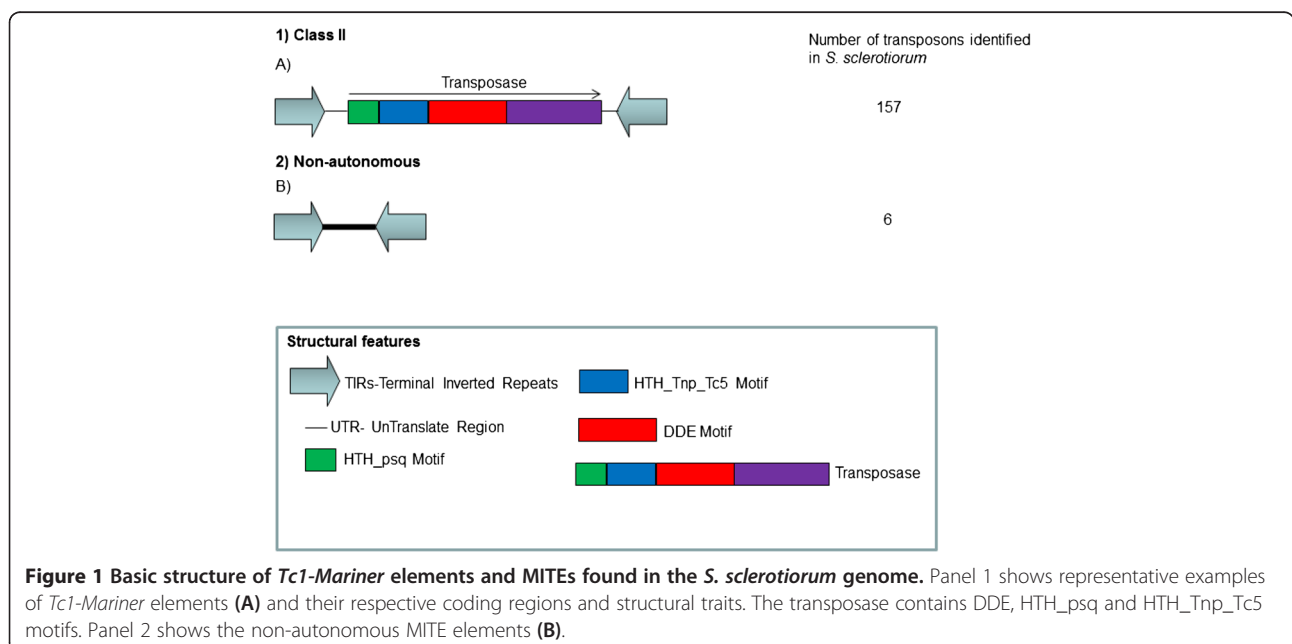 1) Class II
Number of transposons identified
in S. sclerotiorum
A)
Transposase
157
2) Non-autonomous
B)
6
Structural features
TIRs-Terminal Inverted Repeats
HTH_Tnp_Tc5 Motif
UTR- UnTranslate Region
DDE Motif
HTH_psq Motif
Transposase
Figure 1 Basic structure of Tc1-Mariner elements and MITEs found in the S. sclerotiorum genome. Panel 1 shows representative examples
of Tc1-Mariner elements (A) and their respective coding regions and structural traits. The transposase contains DDE, HTH_psq and HTH_Tnp_Tc5
motifs. Panel 2 shows the non-autonomous MITE elements (B).